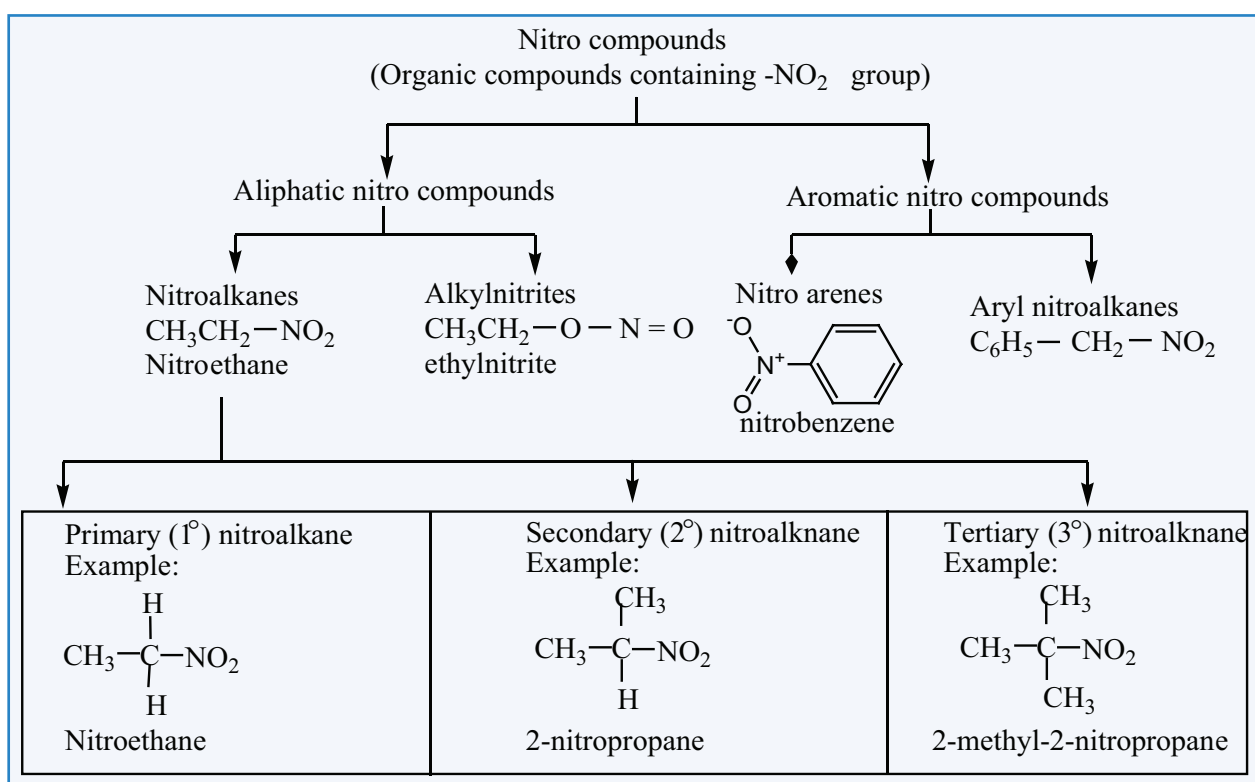 Nitro compounds
(Organic compounds containing -NO₂ group)
Aliphatic nitro compounds
Aromatic nitro compounds
Nitroalkanes
CH₃CH₂—NO₂
Nitroethane
Alkylnitrites
CH₃CH₂—O—N=O
ethylnitrite
Nitro arenes
⁻O
N⁺
O
nitrobenzene
Aryl nitroalkanes
C₆H₅—CH₂—NO₂
Primary (1°) nitroalkane
Example:
H
CH₃—C—NO₂
H
Nitroethane
Secondary (2°) nitroalknane
Example:
CH₃
CH₃—C—NO₂
H
2-nitropropane
Tertiary (3°) nitroalknane
Example:
CH₃
CH₃—C—NO₂
CH₃
2-methyl-2-nitropropane